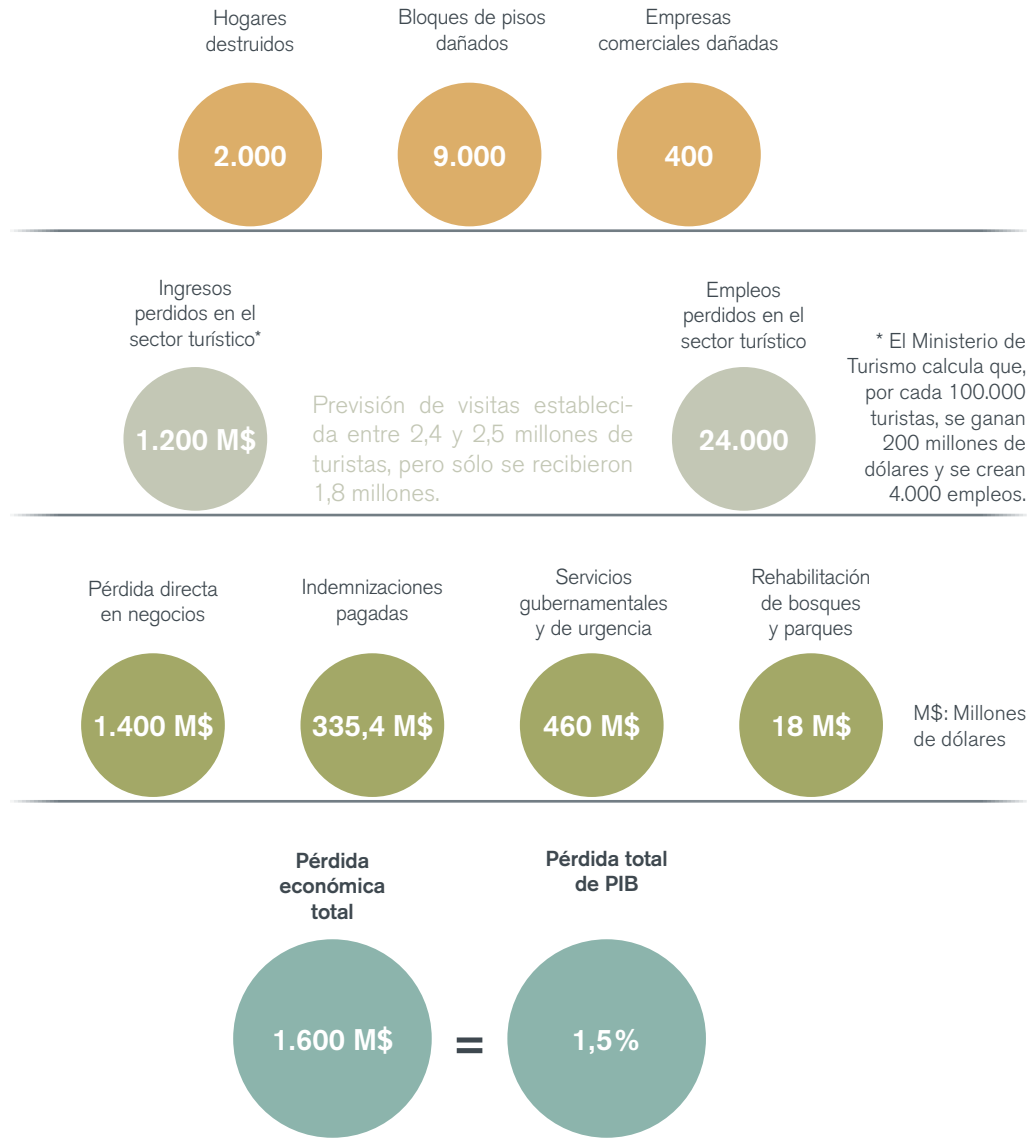 Hogares
destruidos
Bloques de pisos
dañados
Empresas
comerciales dañadas
2.000
9.000
400
Ingresos
perdidos en el
sector turístico*
1.200 M$
Previsión de visitas estableci-
da entre 2,4 y 2,5 millones de
turistas, pero sólo se recibieron
1,8 millones.
Empleos
perdidos en el
sector turístico
24.000
* El Ministerio de
Turismo calcula que,
por cada 100.000
turistas, se ganan
200 millones de
dólares y se crean
4.000 empleos.
Pérdida directa
en negocios
Indemnizaciones
pagadas
Servicios
gubernamentales
y de urgencia
Rehabilitación
de bosques
y parques
1.400 M$
335,4 M$
460 M$
18 M$
M$: Millones
de dólares
Pérdida
económica
total
Pérdida total
de PIB
1.600 M$
=
1,5%